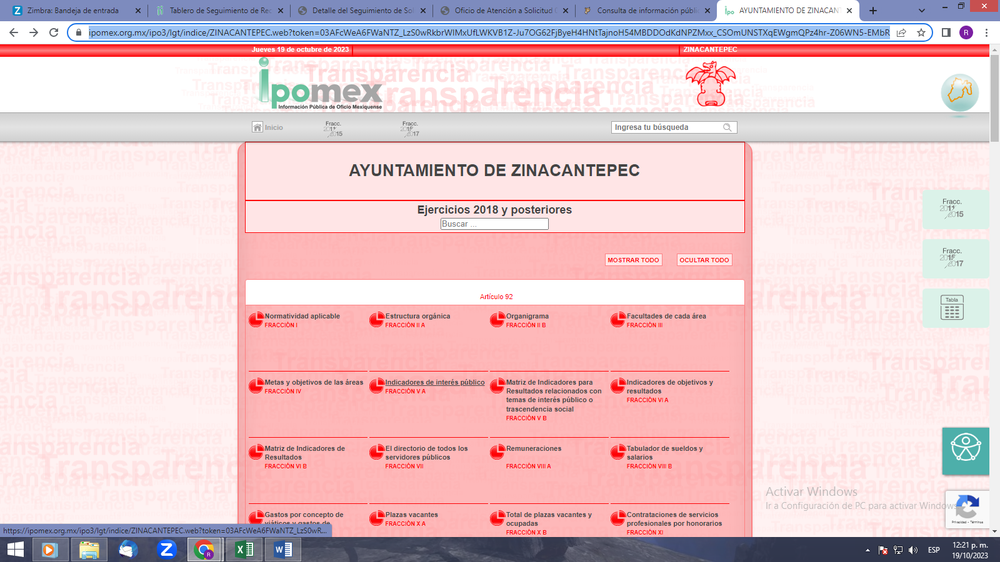 Zimbra: Bandeja de entrada
Tablero de Seguimiento de Rec
Detalle del Seguimiento de So
Oficio de Atención a Solicitud
Consulta de información públi
AYUNTAMIENTO DE ZINACANT
ipomex.org.mx/ipo3/lgt/indice/ZINACANTEPEC.web?token=03AFcWeA6FWaNTZ_LzS0wRkbrWIMxUfLWKVB1Z-Ju7OG62FjByeH4HNtTajnoH54MBDDOdKdNPZMxx_CSOmUNSTXqEWgmQPz4hr-Z06WN5-EMbR
R
Jueves 19 de octubre de 2023
ZINACANTEPEC
Transparencia
ipomex
Información Pública de Oficio Mexiquense
Inicio
Fracc.
2011
2015
Fracc.
2015
2017
Ingresa tu búsqueda
AYUNTAMIENTO DE ZINACANTEPEC
Ejercicios 2018 y posteriores
Buscar ...
Fracc.
2011
2015
Fracc.
2015
2017
Tabla
MOSTRAR TODO
OCULTAR TODO
Artículo 92
Normatividad aplicable
FRACCIÓN I
Estructura orgánica
FRACCIÓN II A
Organigrama
FRACCIÓN II B
Facultades de cada área
FRACCIÓN III
Metas y objetivos de las áreas
FRACCIÓN IV
Indicadores de interés público
FRACCIÓN V A
Matriz de Indicadores para
Resultados relacionados con
temas de interés público o
trascendencia social
FRACCIÓN V B
Indicadores de objetivos y
resultados
FRACCIÓN VI A
Matriz de Indicadores de
Resultados
FRACCIÓN VI B
El directorio de todos los
servidores públicos
FRACCIÓN VII
Remuneraciones
FRACCIÓN VIII A
Tabulador de sueldos y
salarios
FRACCIÓN VIII B
Gastos por concepto de
viáticos y gastos de
Plazas vacantes
FRACCIÓN X A
Total de plazas vacantes y
ocupadas
FRACCIÓN X B
Contrataciones de servicios
profesionales por honorarios
FRACCIÓN XI
Activar Windows
Ir a Configuración de PC para activar Windows
Privacidad - Términos
https://ipomex.org.mx/ipo3/lgt/indice/ZINACANTEPEC.web?token=03AFcWeA6FWaNTZ_LzS0wR...
R
ESP
12:21 p. m.
19/10/2023